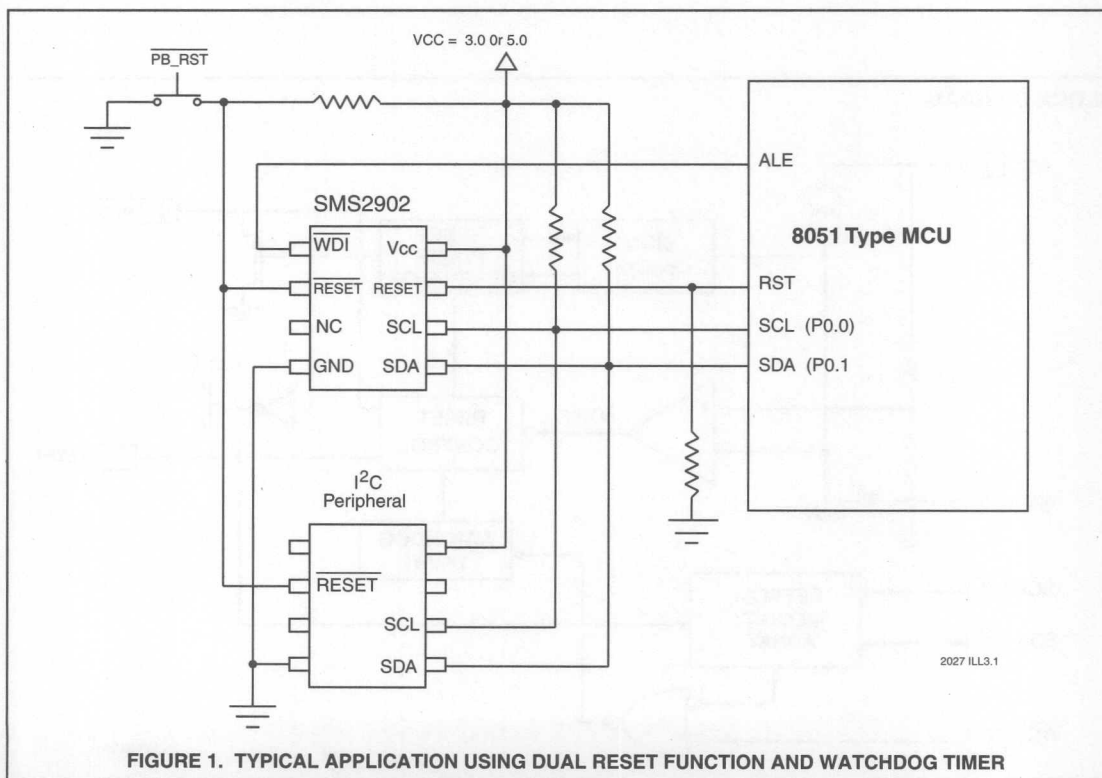 VCC = 3.0 0r 5.0
PB_RST
ALE
SMS2902
8051 Type MCU
WDI
Vcc
RESET
RESET
RST
NC
SCL
SCL (P0.0)
GND
SDA
SDA (P0.1
I²C
Peripheral
RESET
SCL
SDA
2027 ILL3.1
FIGURE 1. TYPICAL APPLICATION USING DUAL RESET FUNCTION AND WATCHDOG TIMER